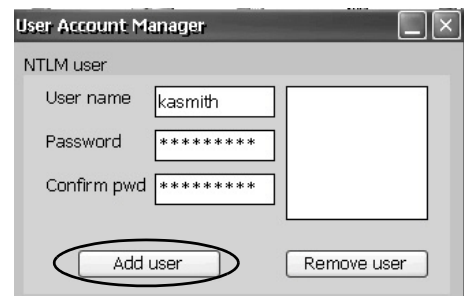 User Account Manager
NTLM user
User name kasmith
Password *********
Confirm pwd *********
Add user Remove user